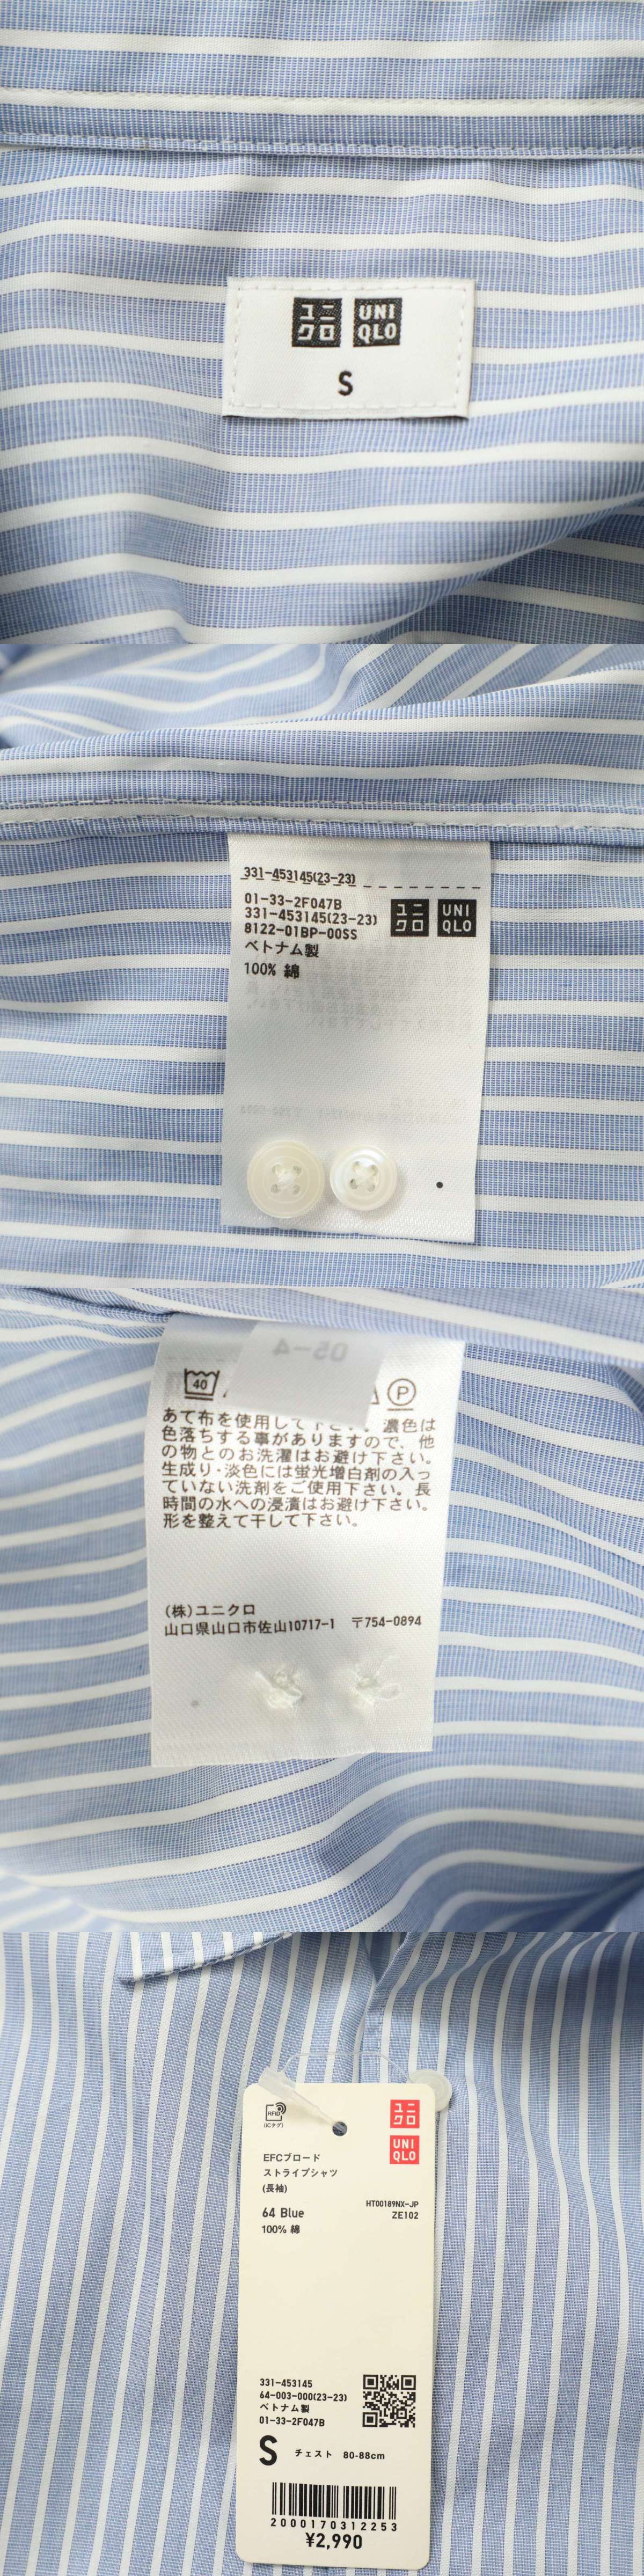 ユニ
クロ
UNI
QLO
S
331-453145(23-23)
01-33-2F047B
331-453145(23-23)
8122-01BP-00SS
ベトナム製
100% 綿
ユニ
クロ
UNI
QLO
05-4
40
P
あて布を使用して下さい。濃色は
色落ちする事がありますので、他
の物とのお洗濯はお避け下さい。
生成り・淡色には蛍光増白剤の入っ
ていない洗剤をご使用下さい。長
時間の水への浸漬はお避け下さい。
形を整えて干して下さい。
(株)ユニクロ
山口県山口市佐山10717-1 〒754-0894
RFID
(ICタグ)
ユニ
クロ
UNI
QLO
EFCブロード
ストライプシャツ
(長袖)
HT00189NX-JP
ZE102
64 Blue
100% 綿
331-453145
64-003-000(23-23)
ベトナム製
01-33-2F047B
S チェスト 80-88cm
2000170312253
¥2,990